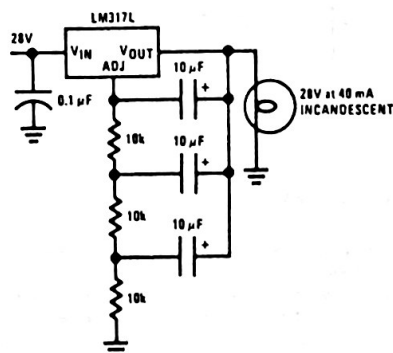 LM317L
28V
VIN VOUT
ADJ
10 µF
+
0.1 µF
28V at 40 mA
INCANDESCENT
10k
10 µF
+
10k
10 µF
+
10k